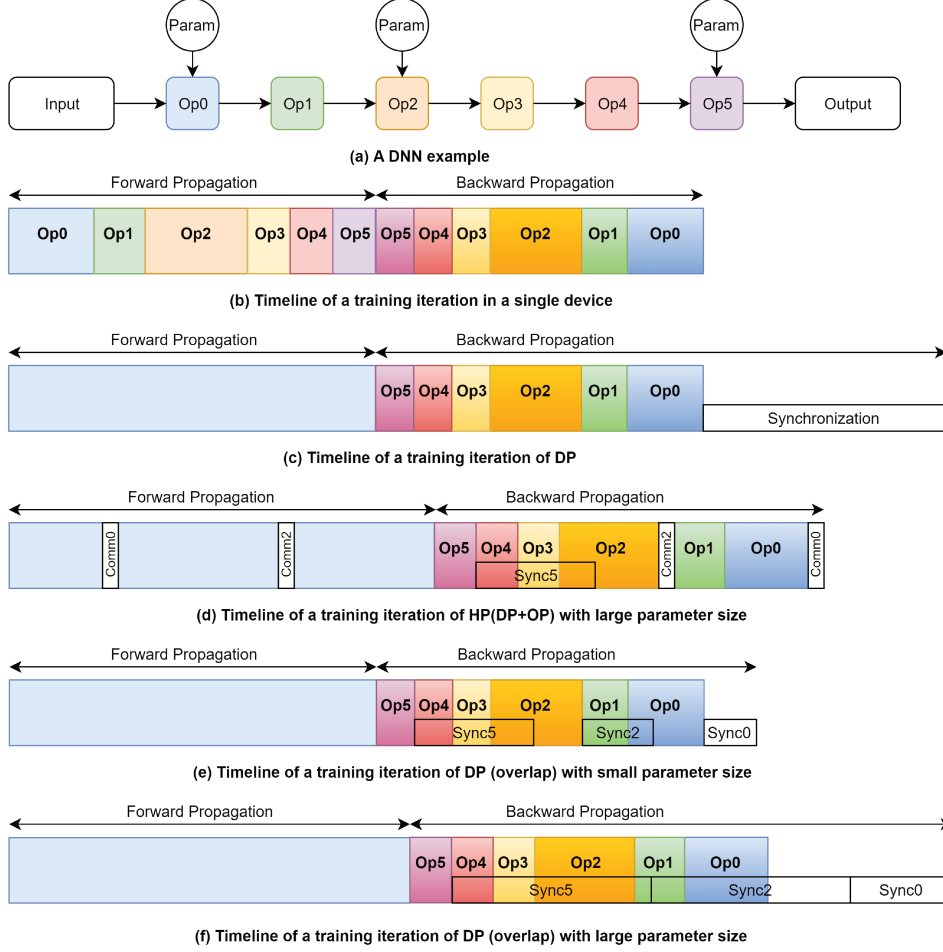 Param Param Param
Input Op0 Op1 Op2 Op3 Op4 Op5 Output
(a) A DNN example
Forward Propagation Backward Propagation
Op0 Op1 Op2 Op3 Op4 Op5 Op5 Op4 Op3 Op2 Op1 Op0
(b) Timeline of a training iteration in a single device
Forward Propagation Backward Propagation
Op5 Op4 Op3 Op2 Op1 Op0
Synchronization
(c) Timeline of a training iteration of DP
Forward Propagation Backward Propagation
Comm0 Comm2 Op5 Op4 Op3 Op2 Comm2 Op1 Op0 Comm0
Sync5
(d) Timeline of a training iteration of HP(DP+OP) with large parameter size
Forward Propagation Backward Propagation
Op5 Op4 Op3 Op2 Op1 Op0
Sync5 Sync2 Sync0
(e) Timeline of a training iteration of DP (overlap) with small parameter size
Forward Propagation Backward Propagation
Op5 Op4 Op3 Op2 Op1 Op0
Sync5 Sync2 Sync0
(f) Timeline of a training iteration of DP (overlap) with large parameter size